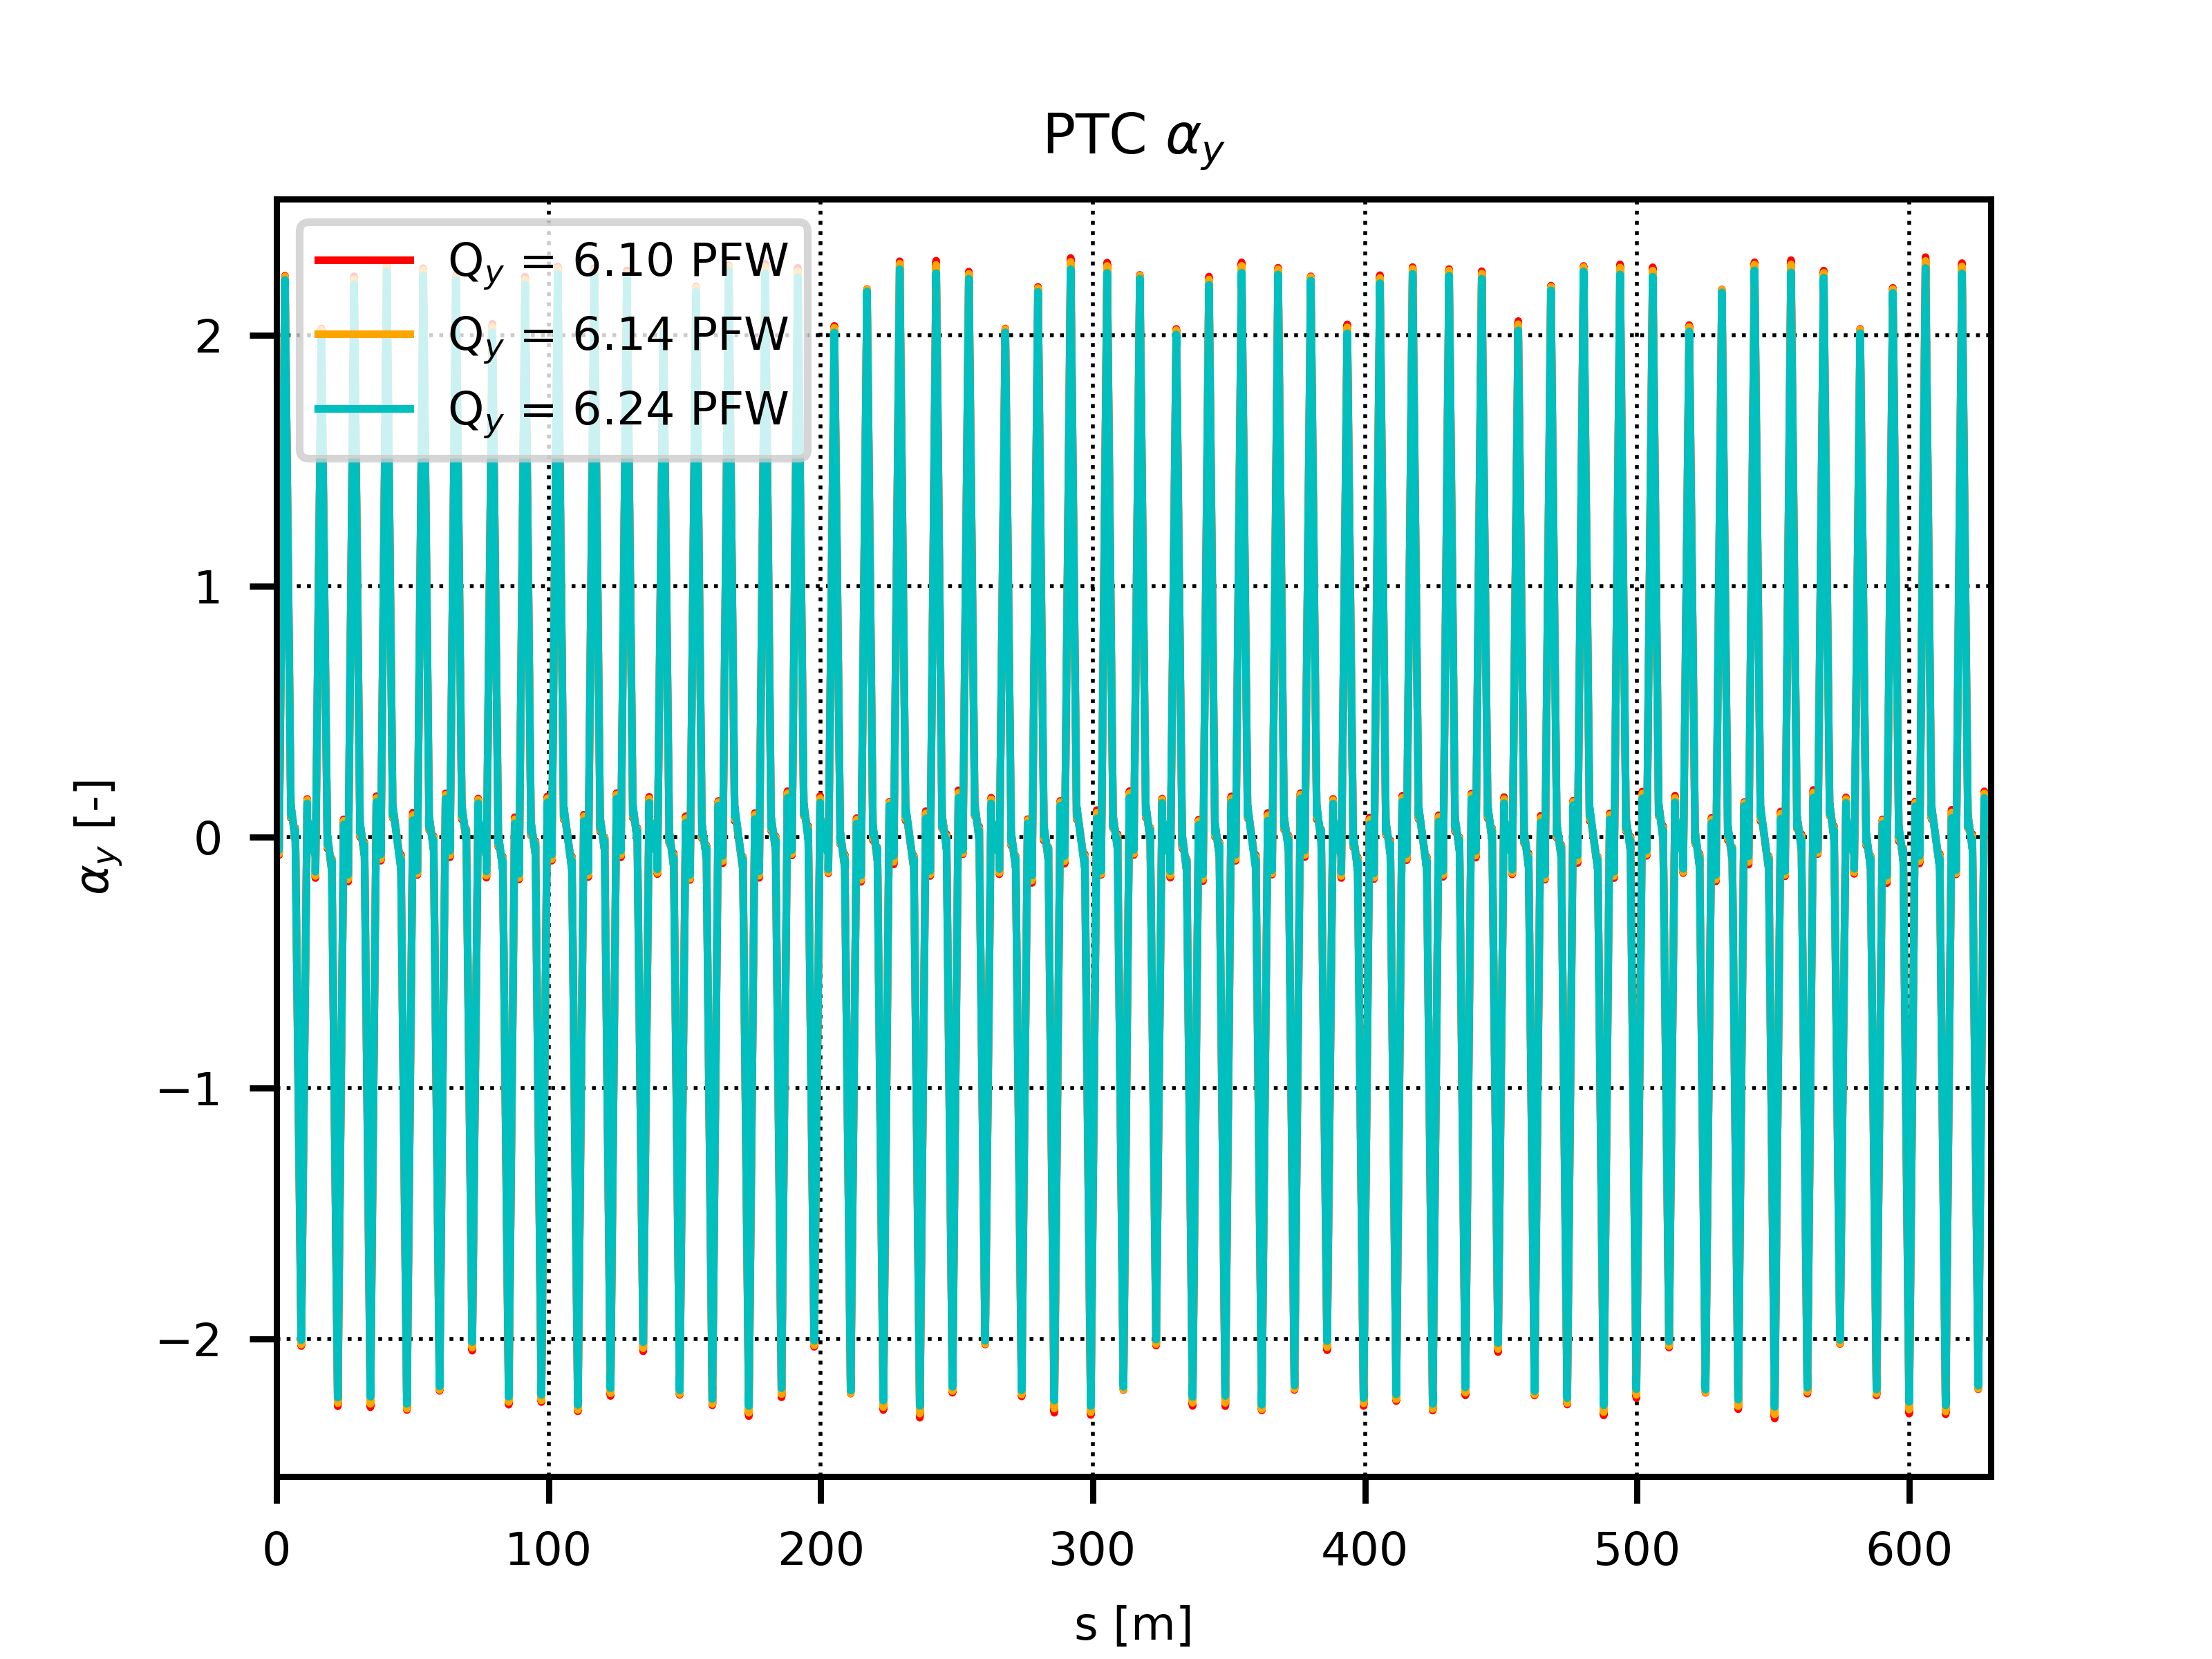 PTC αy
Qy = 6.10 PFW
Qy = 6.14 PFW
Qy = 6.24 PFW
2
1
0
−1
−2
αy [-]
0 100 200 300 400 500 600
s [m]